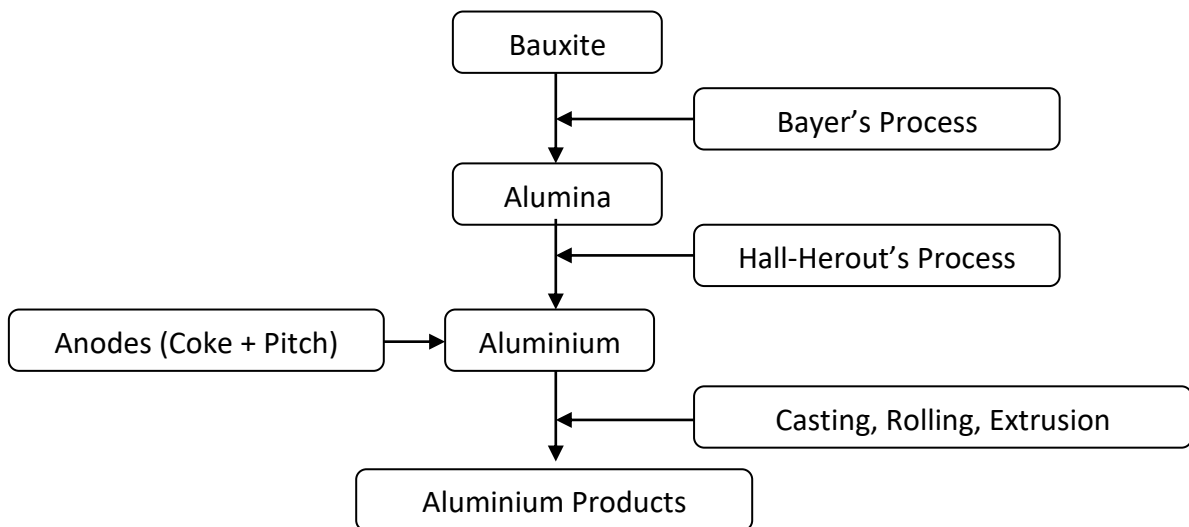 Bauxite
Bayer’s Process
Alumina
Hall-Herout’s Process
Anodes (Coke + Pitch)
Aluminium
Casting, Rolling, Extrusion
Aluminium Products